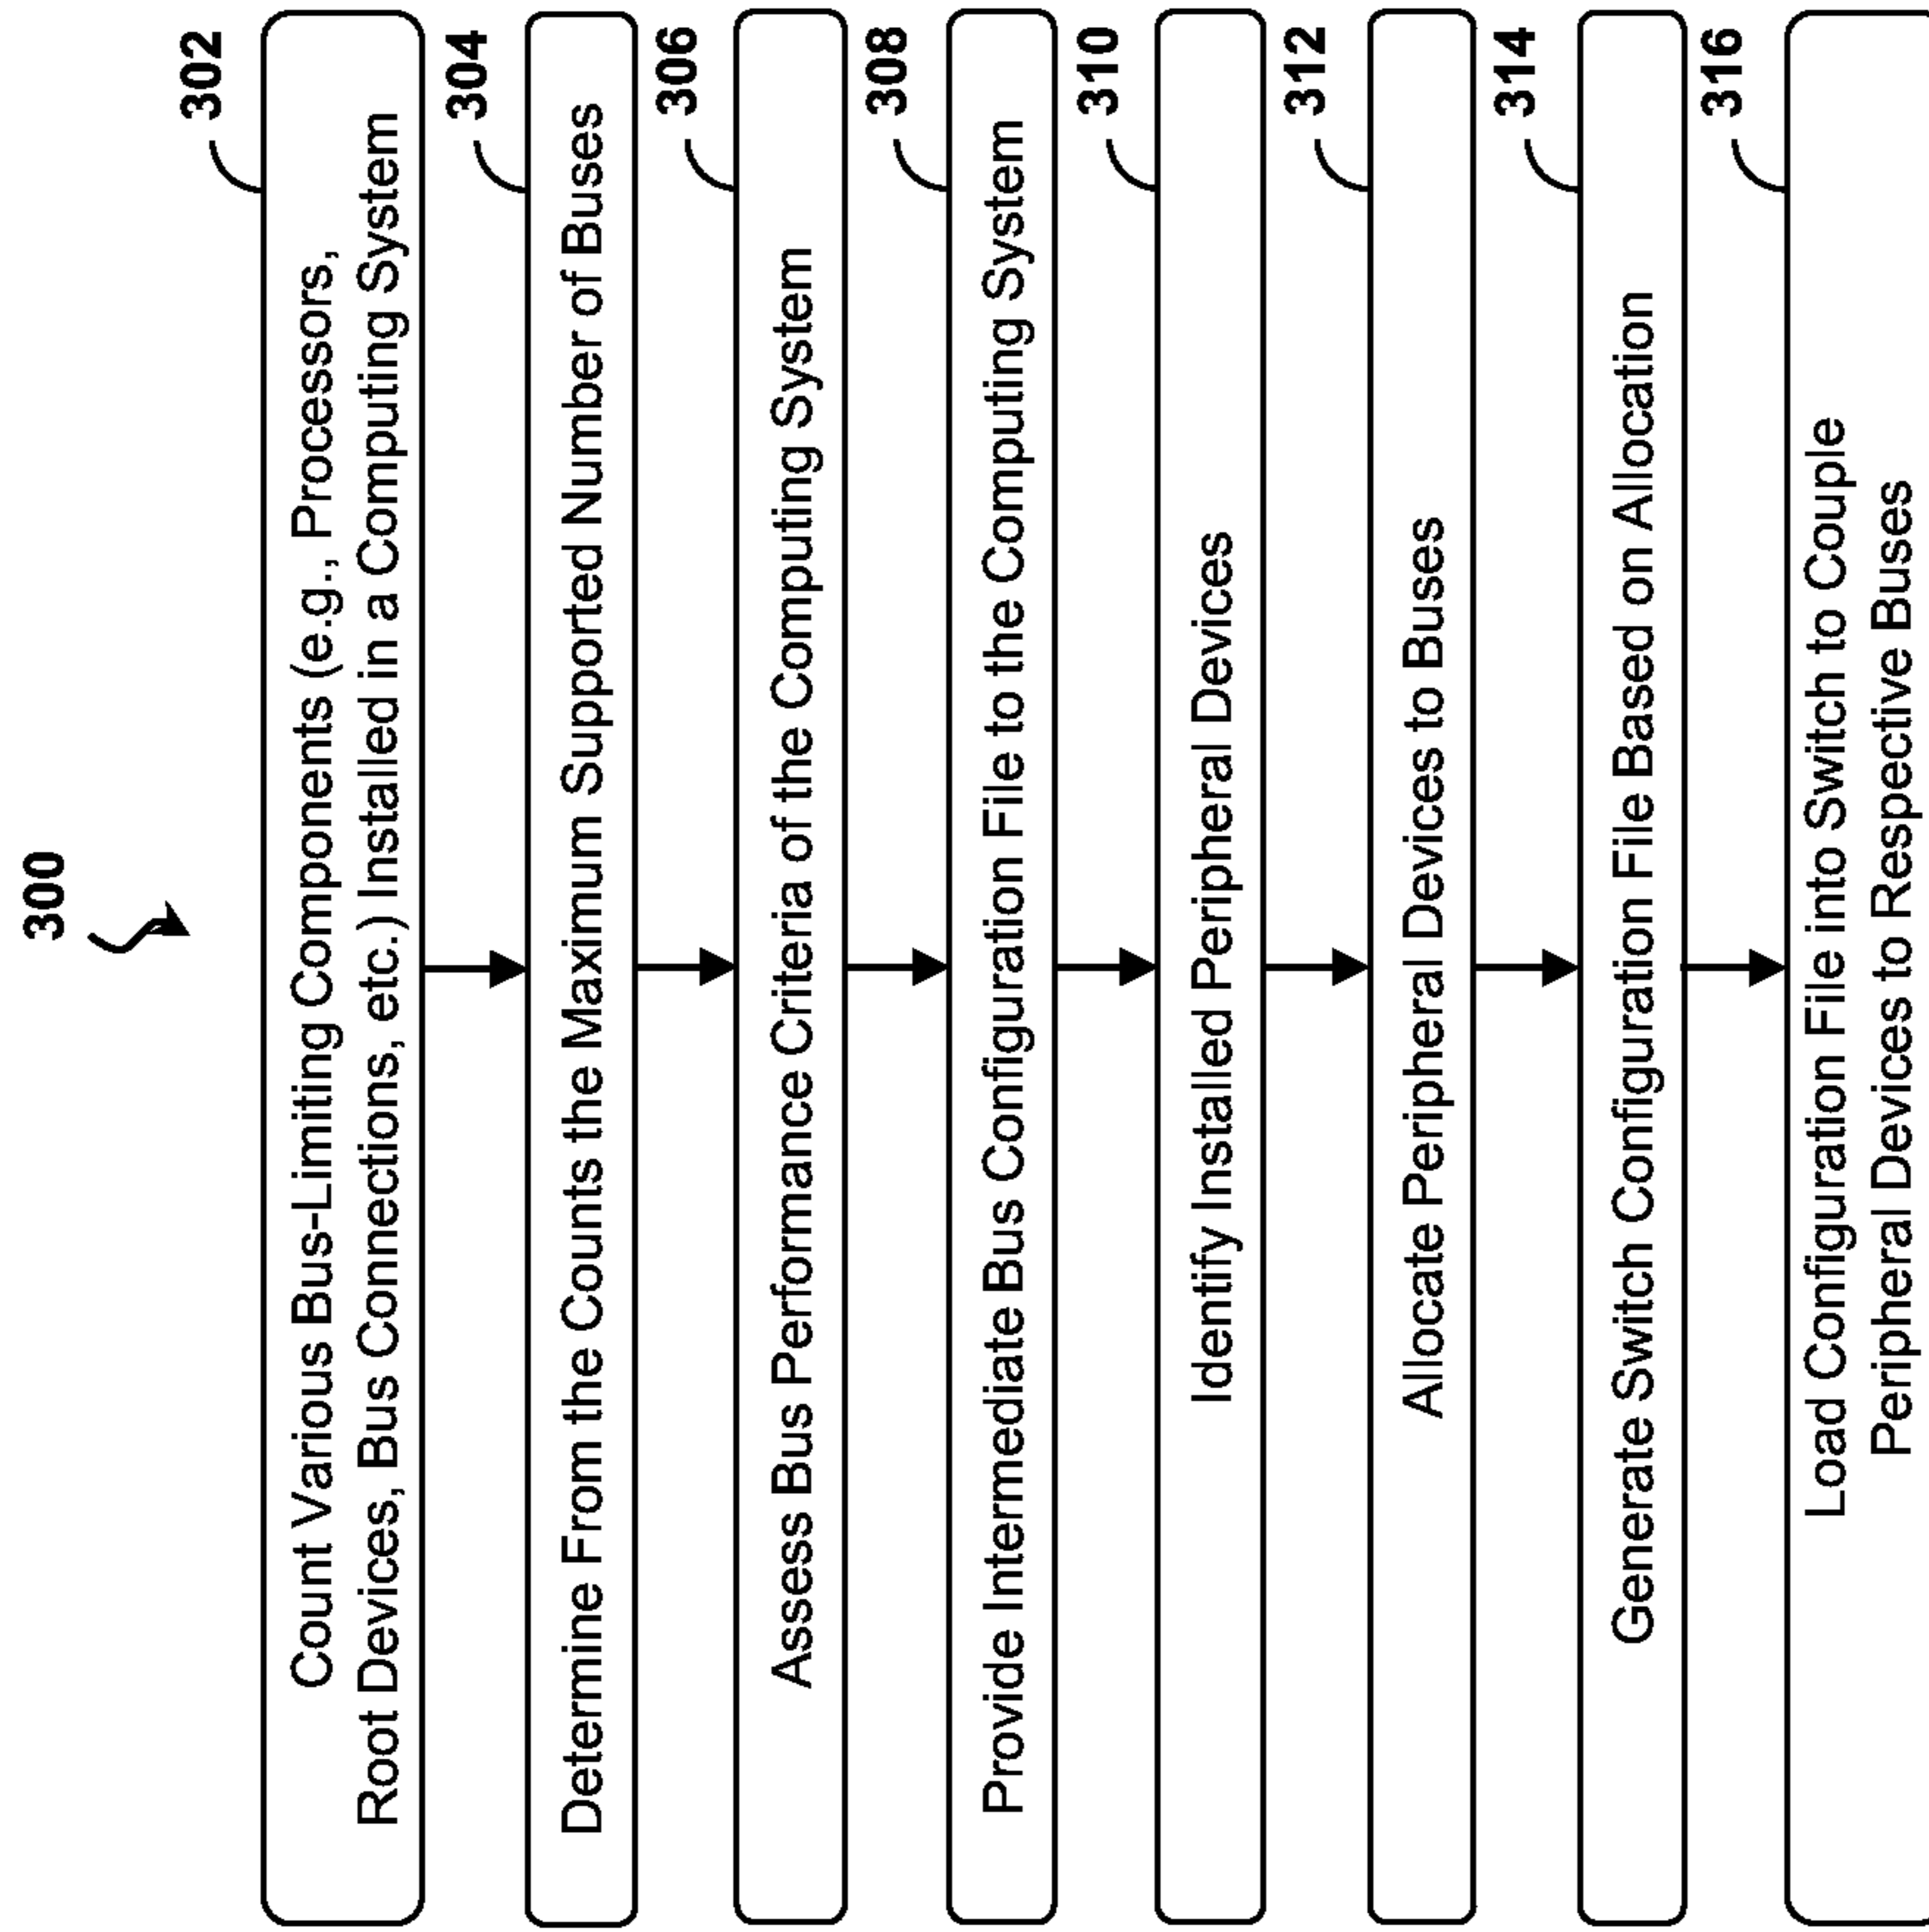 300
302
Count Various Bus-Limiting Components (e.g., Processors,
Root Devices, Bus Connections, etc.) Installed in a Computing System
304
Determine From the Counts the Maximum Supported Number of Buses
306
Assess Bus Performance Criteria of the Computing System
308
Provide Intermediate Bus Configuration File to the Computing System
310
Identify Installed Peripheral Devices
312
Allocate Peripheral Devices to Buses
314
Generate Switch Configuration File Based on Allocation
316
Load Configuration File into Switch to Couple
Peripheral Devices to Respective Buses